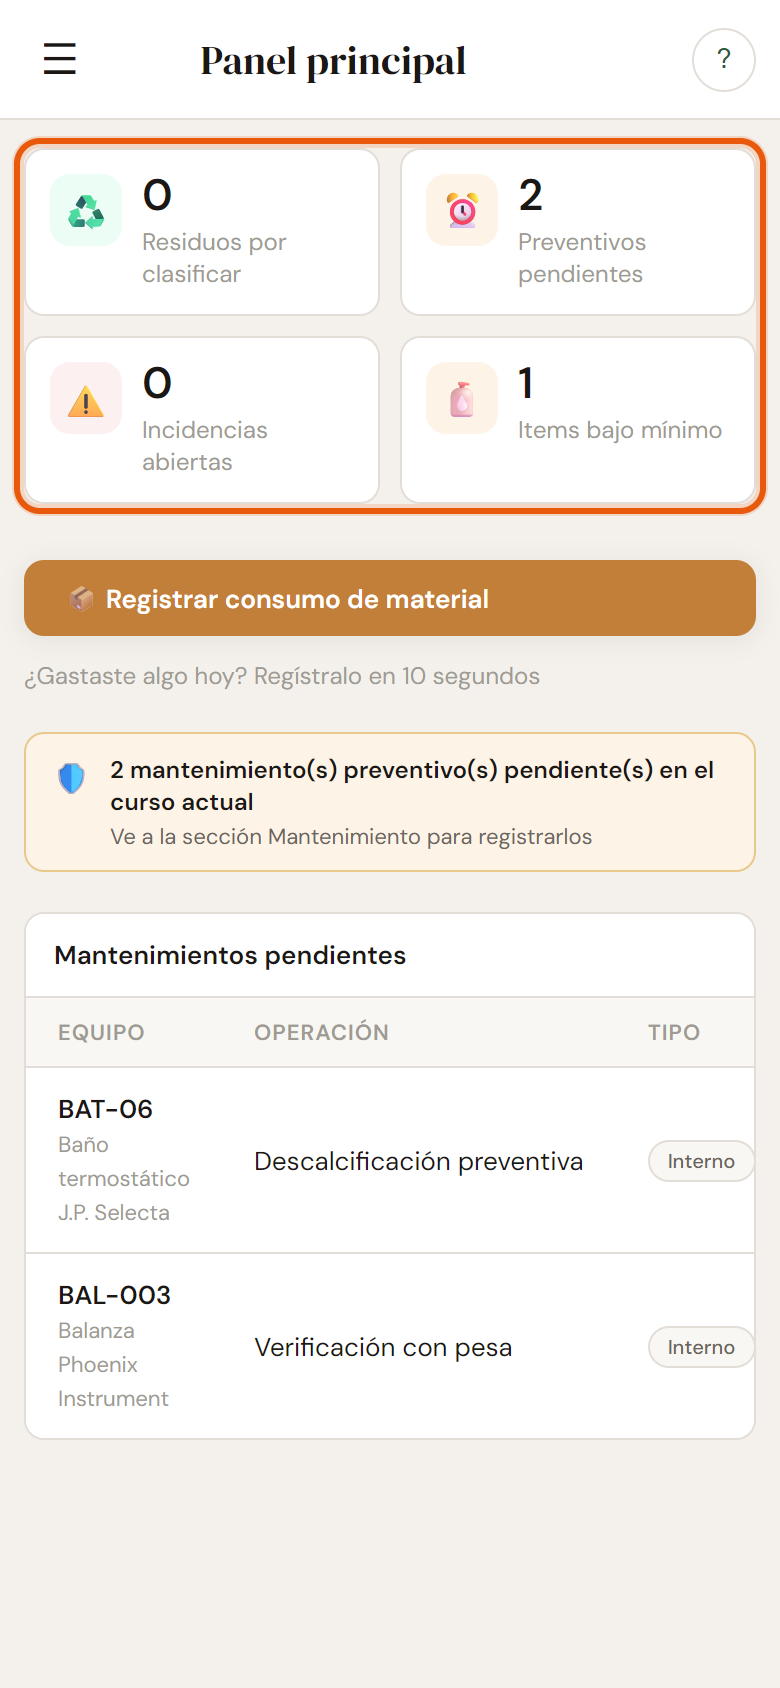 Panel principal
?
0
Residuos por
clasificar
2
Preventivos
pendientes
0
Incidencias
abiertas
1
Items bajo mínimo
Registrar consumo de material
¿Gastaste algo hoy? Regístralo en 10 segundos
2 mantenimiento(s) preventivo(s) pendiente(s) en el
curso actual
Ve a la sección Mantenimiento para registrarlos
Mantenimientos pendientes
EQUIPO OPERACIÓN TIPO
BAT-06
Baño
termostático
J.P. Selecta
Descalcificación preventiva
Interno
BAL-003
Balanza
Phoenix
Instrument
Verificación con pesa
Interno